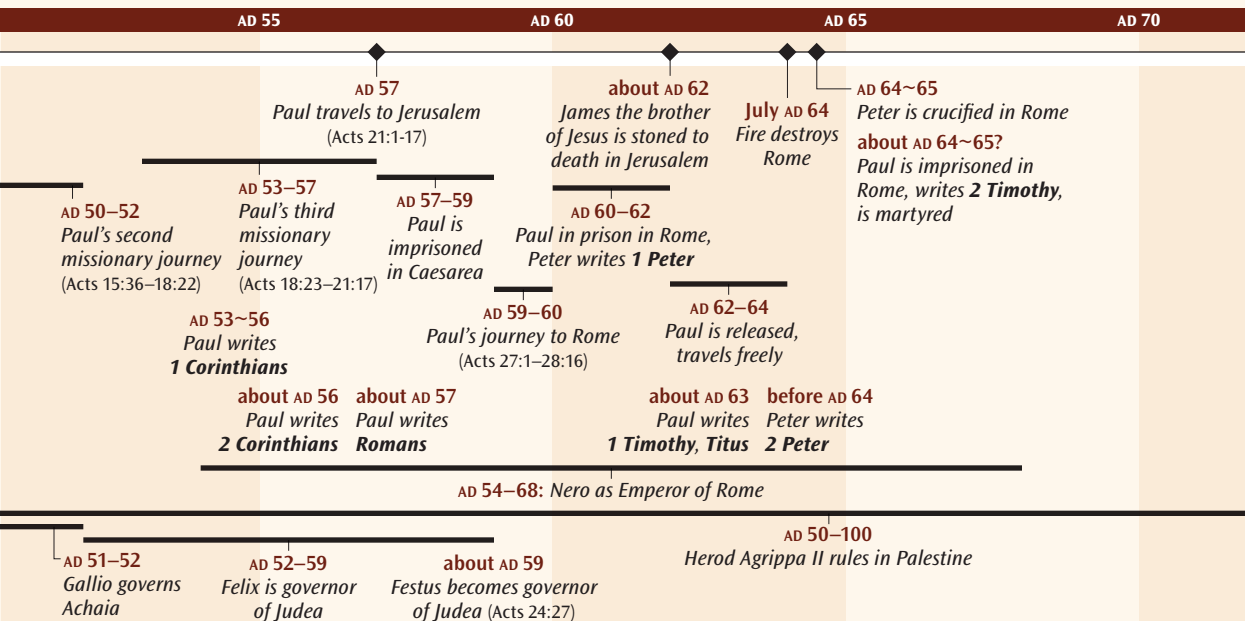 AD 55
AD 60
AD 65
AD 70
AD 57
Paul travels to Jerusalem
(Acts 21:1-17)
about AD 62
James the brother
of Jesus is stoned to
death in Jerusalem
July AD 64
Fire destroys
Rome
AD 64~65
Peter is crucified in Rome
about AD 64~65?
Paul is imprisoned in
Rome, writes 2 Timothy,
is martyred
AD 50–52
Paul's second
missionary journey
(Acts 15:36–18:22)
AD 53–57
Paul's third
missionary
journey
(Acts 18:23–21:17)
AD 57–59
Paul is
imprisoned
in Caesarea
AD 60–62
Paul in prison in Rome,
Peter writes 1 Peter
AD 59–60
Paul's journey to Rome
(Acts 27:1–28:16)
AD 62–64
Paul is released,
travels freely
AD 53~56
Paul writes
1 Corinthians
about AD 56
Paul writes
2 Corinthians
about AD 57
Paul writes
Romans
about AD 63
Paul writes
1 Timothy, Titus
before AD 64
Peter writes
2 Peter
AD 54–68: Nero as Emperor of Rome
AD 50–100
Herod Agrippa II rules in Palestine
AD 51–52
Gallio governs
Achaia
AD 52–59
Felix is governor
of Judea
about AD 59
Festus becomes governor
of Judea (Acts 24:27)